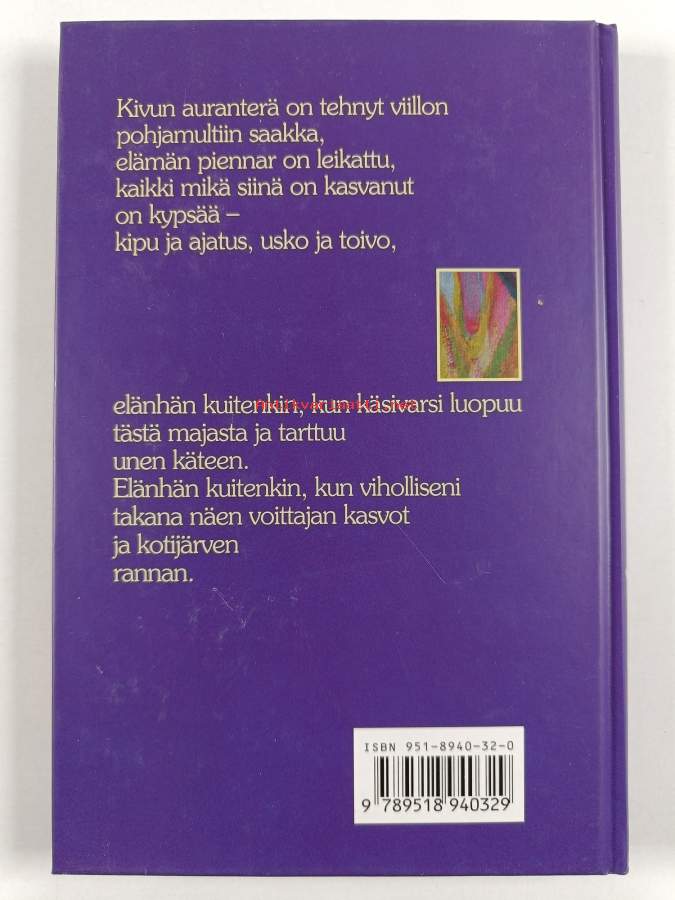 Kivun auranterä on tehnyt viillon
pohjamultiin saakka,
elämän piennar on leikattu,
kaikki mikä siinä on kasvanut
on kypsää –
kipu ja ajatus, usko ja toivo,
elänhän kuitenkin, kun käsivarsi luopuu
Antikvariaatti.net
tästä majasta ja tarttuu
unen käteen.
Elänhän kuitenkin, kun viholliseni
takana näen voittajan kasvot
ja kotijärven
rannan.
ISBN 951-8940-32-0
9 789518 940329